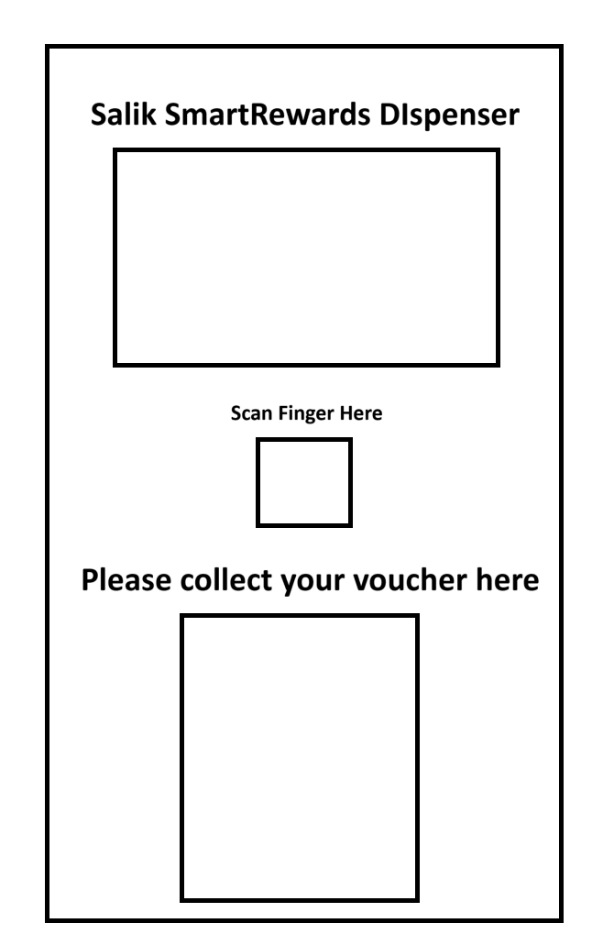 Salik SmartRewards DIspenser
Scan Finger Here
Please collect your voucher here